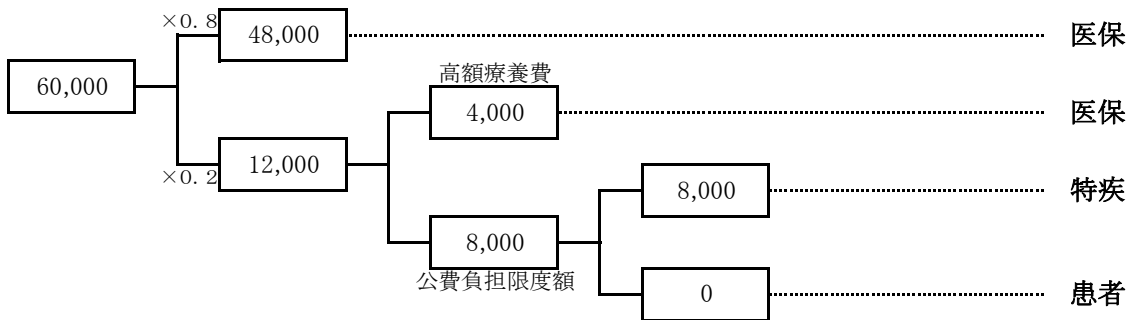 ×0.8
48,000
医保
60,000
高額療養費
4,000
医保
×0.2
12,000
8,000
特疾
8,000
公費負担限度額
0
患者